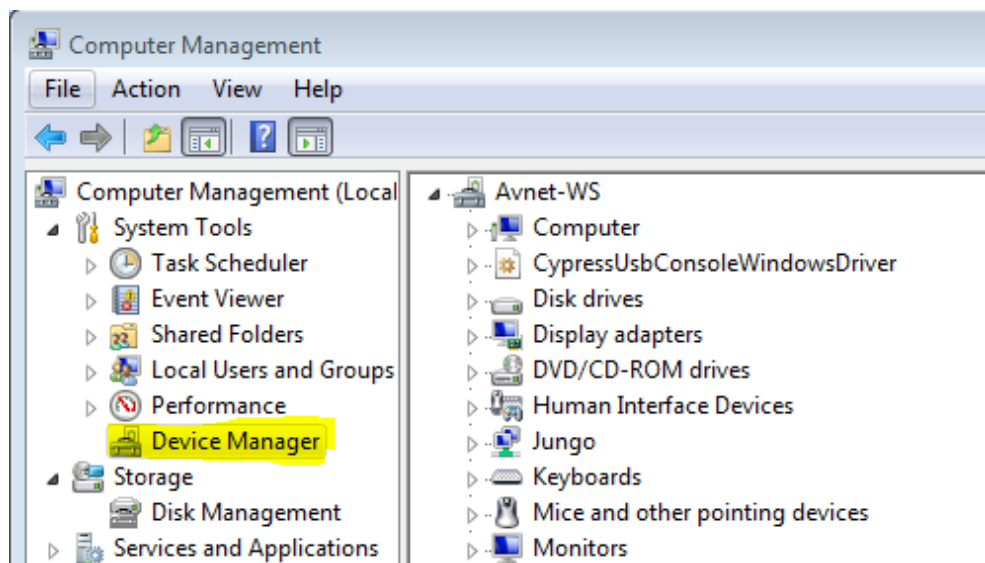 Computer Management
File Action View Help
Computer Management (Local
System Tools
Task Scheduler
Event Viewer
Shared Folders
Local Users and Groups
Performance
Device Manager
Storage
Disk Management
Services and Applications
Avnet-WS
Computer
CypressUsbConsoleWindowsDriver
Disk drives
Display adapters
DVD/CD-ROM drives
Human Interface Devices
Jungo
Keyboards
Mice and other pointing devices
Monitors